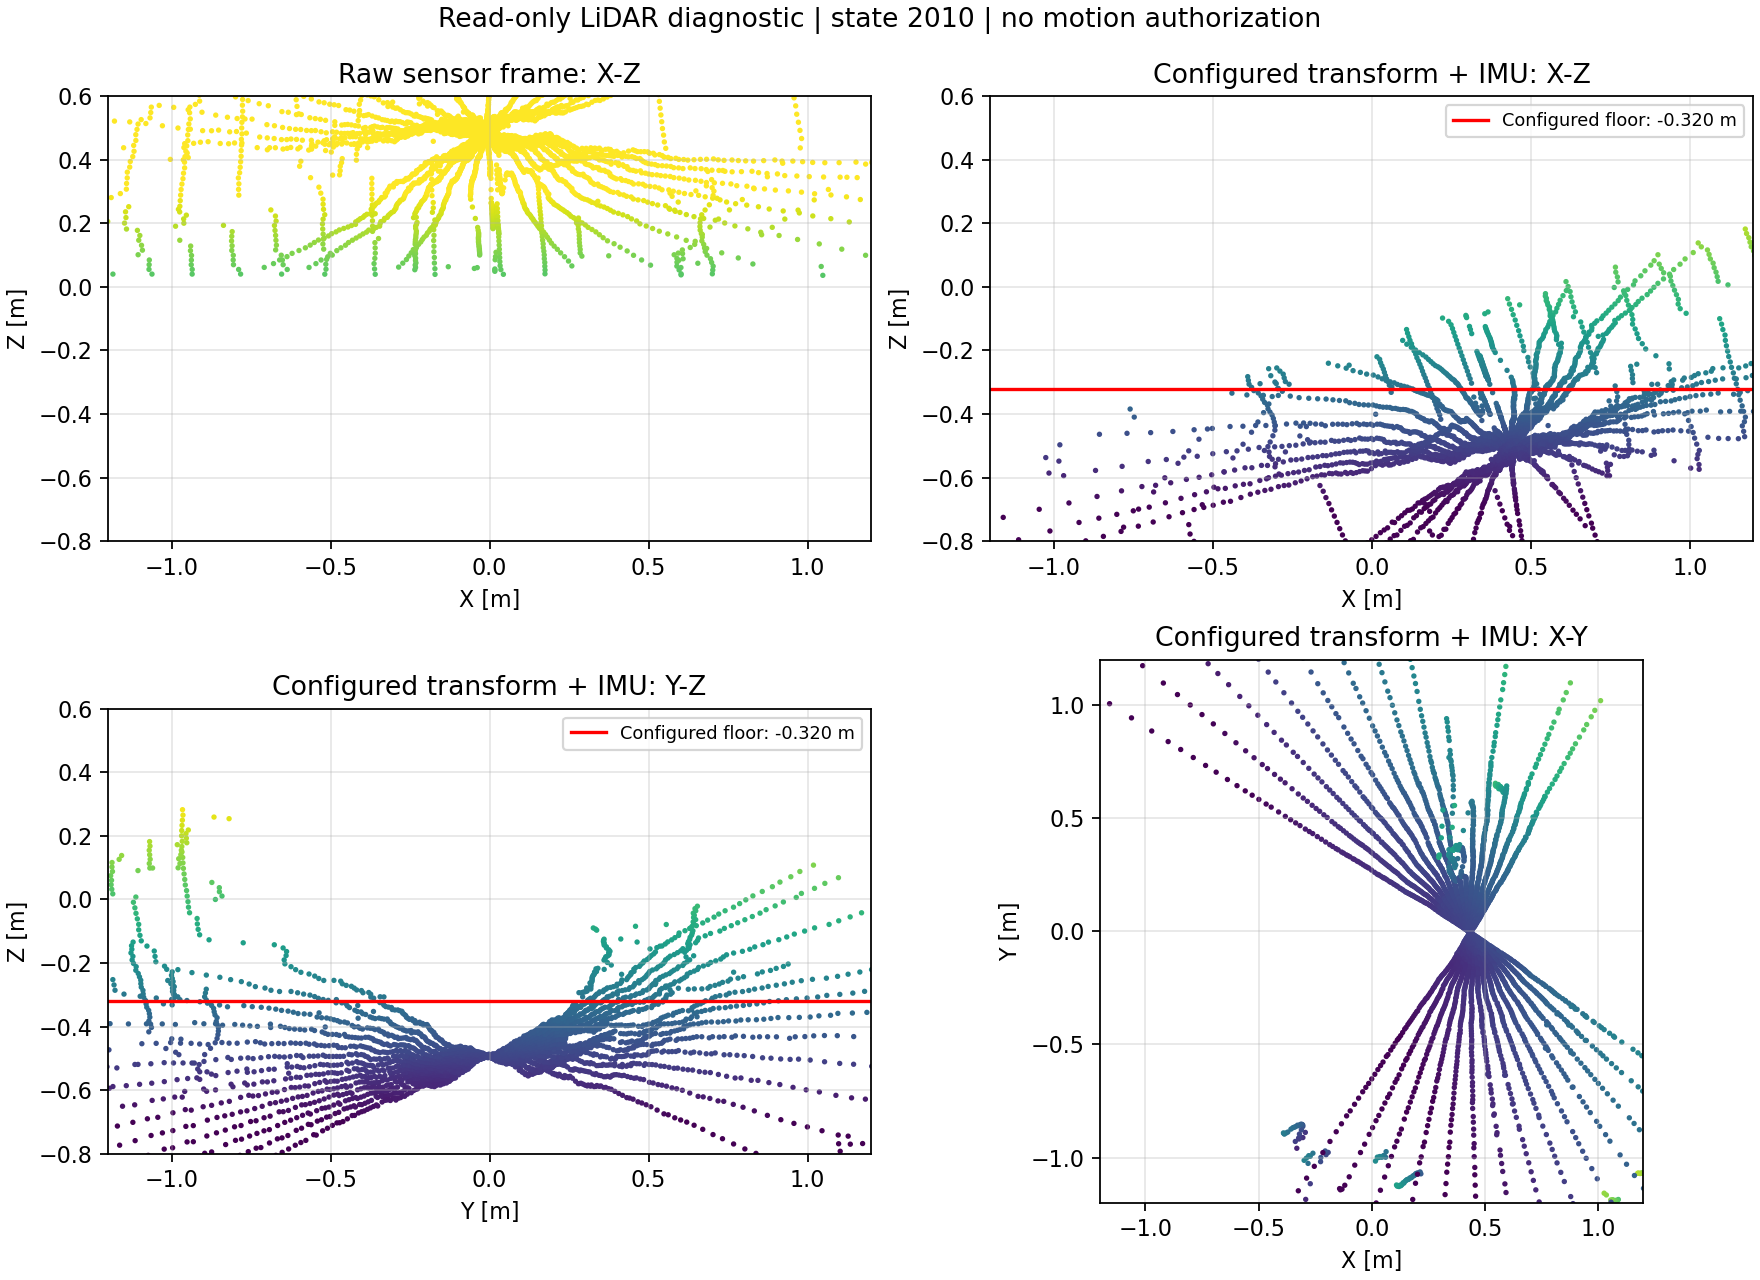 Read-only LiDAR diagnostic | state 2010 | no motion authorization
Raw sensor frame: X-Z
0.6
0.4
0.2
0.0
−0.2
−0.4
−0.6
−0.8
Z [m]
−1.0 −0.5 0.0 0.5 1.0
X [m]
Configured transform + IMU: X-Z
Configured floor: -0.320 m
0.6
0.4
0.2
0.0
−0.2
−0.4
−0.6
−0.8
Z [m]
−1.0 −0.5 0.0 0.5 1.0
X [m]
Configured transform + IMU: Y-Z
Configured floor: -0.320 m
0.6
0.4
0.2
0.0
−0.2
−0.4
−0.6
−0.8
Z [m]
−1.0 −0.5 0.0 0.5 1.0
Y [m]
Configured transform + IMU: X-Y
1.0
0.5
0.0
−0.5
−1.0
Y [m]
−1.0 −0.5 0.0 0.5 1.0
X [m]